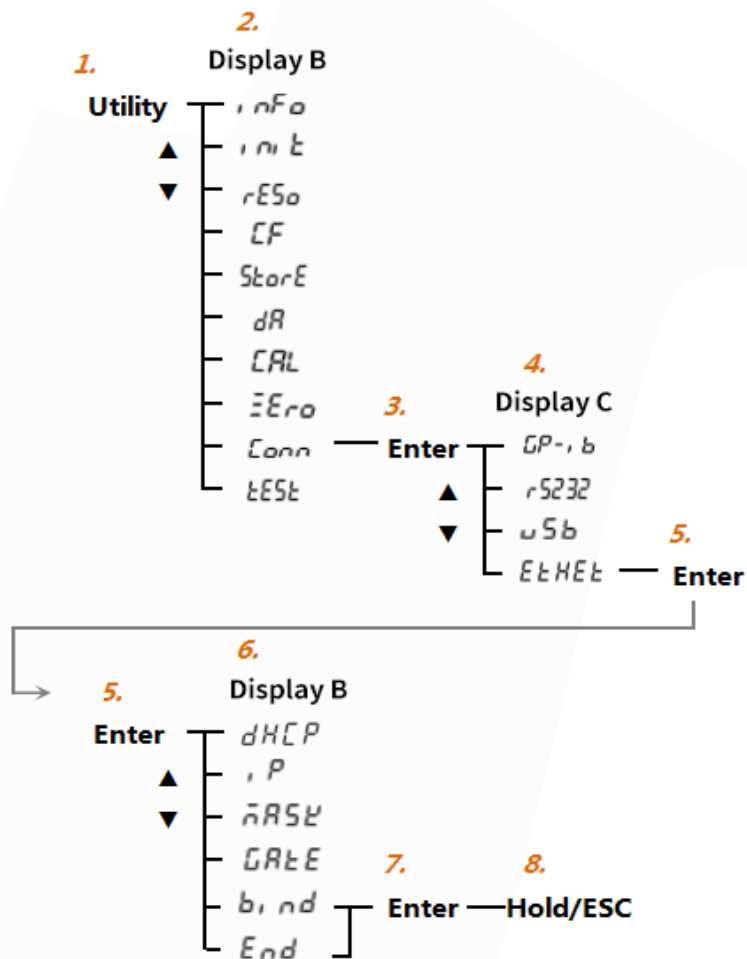 2.
1. Display B
Utility inFo
▲ init
▼ rESo
CF
StorE
dA
CAL
4.
ZEro 3. Display C
Conn Enter GP-ib
tESt ▲ rS232
▼ uSb 5.
EtHEt Enter
6.
5. Display B
Enter dHCP
▲ iP
▼ mASK
GAtE 7. 8.
bind Enter Hold/ESC
End